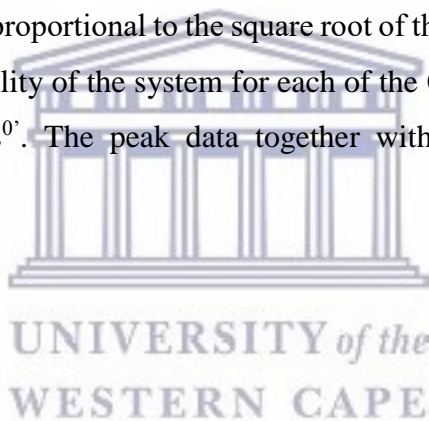 proportional to the square root of th
lity of the system for each of the
0’. The peak data together with
UNIVERSITY of the
WESTERN CAPE